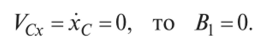 V_{Cx} = ẋ_C = 0, то B_1 = 0.